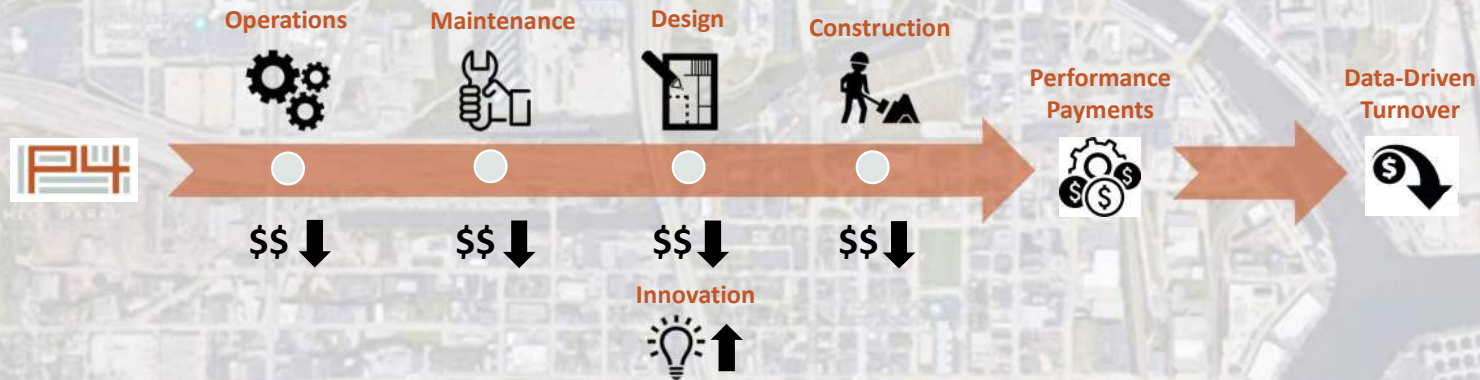 Operations
Maintenance
Design
Construction
Performance
Payments
Data-Driven
Turnover
P4
$$
$$
$$
$$
Innovation